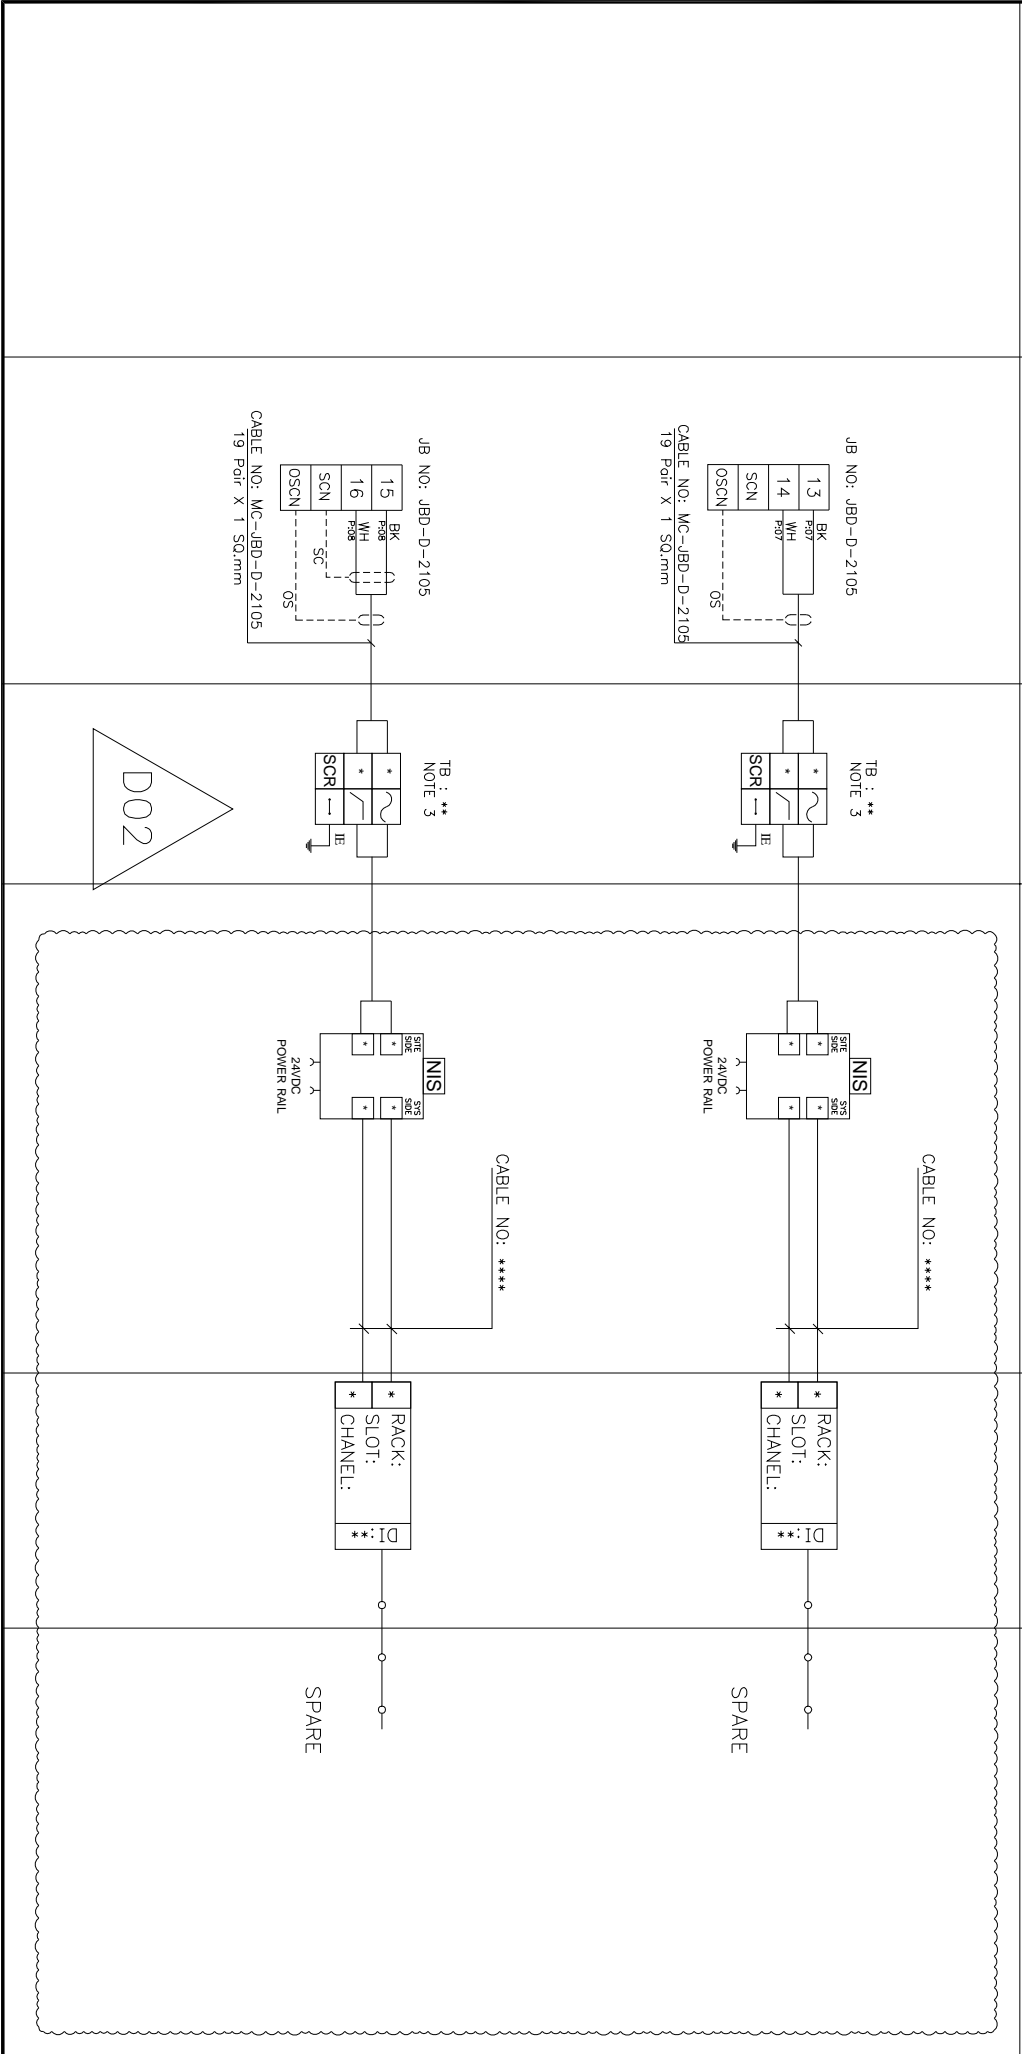 JB NO: JBD-D-2105
13
14
SCN
OSCN
BK
P:07
WH
P:07
OS
CABLE NO: MC-JBD-D-2105
19 Pair X 1 SQ.mm
TB : **
NOTE 3
*
*
SCR
IE
NIS
SITE SIDE
SYS SIDE
*
*
*
*
24VDC
POWER RAIL
CABLE NO: ****
*
*
RACK:
SLOT:
CHANEL:
DI:**
SPARE
JB NO: JBD-D-2105
15
16
SCN
OSCN
BK
P:08
WH
P:08
SC
OS
CABLE NO: MC-JBD-D-2105
19 Pair X 1 SQ.mm
TB : **
NOTE 3
*
*
SCR
IE
NIS
SITE SIDE
SYS SIDE
*
*
*
*
24VDC
POWER RAIL
CABLE NO: ****
*
*
RACK:
SLOT:
CHANEL:
DI:**
SPARE
D02